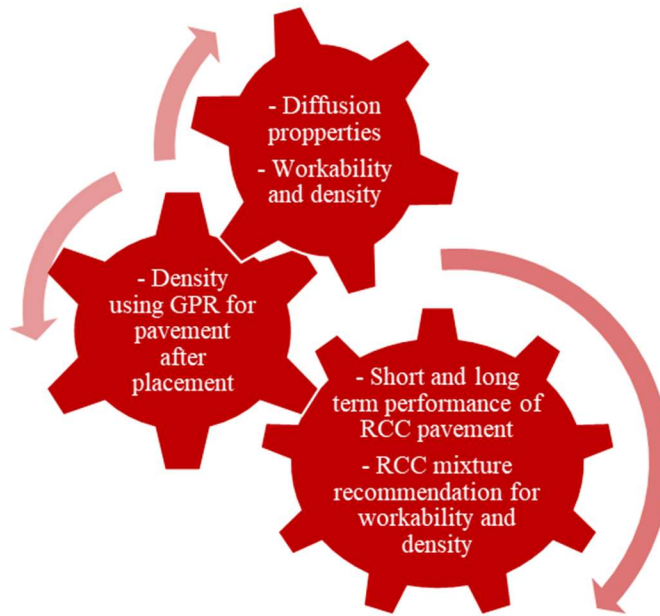 - Diffusion
propperties
- Workability
and density
- Density
using GPR for
pavement
after
placement
- Short and long
term performance of
RCC pavement
- RCC mixture
recommendation for
workability and
density